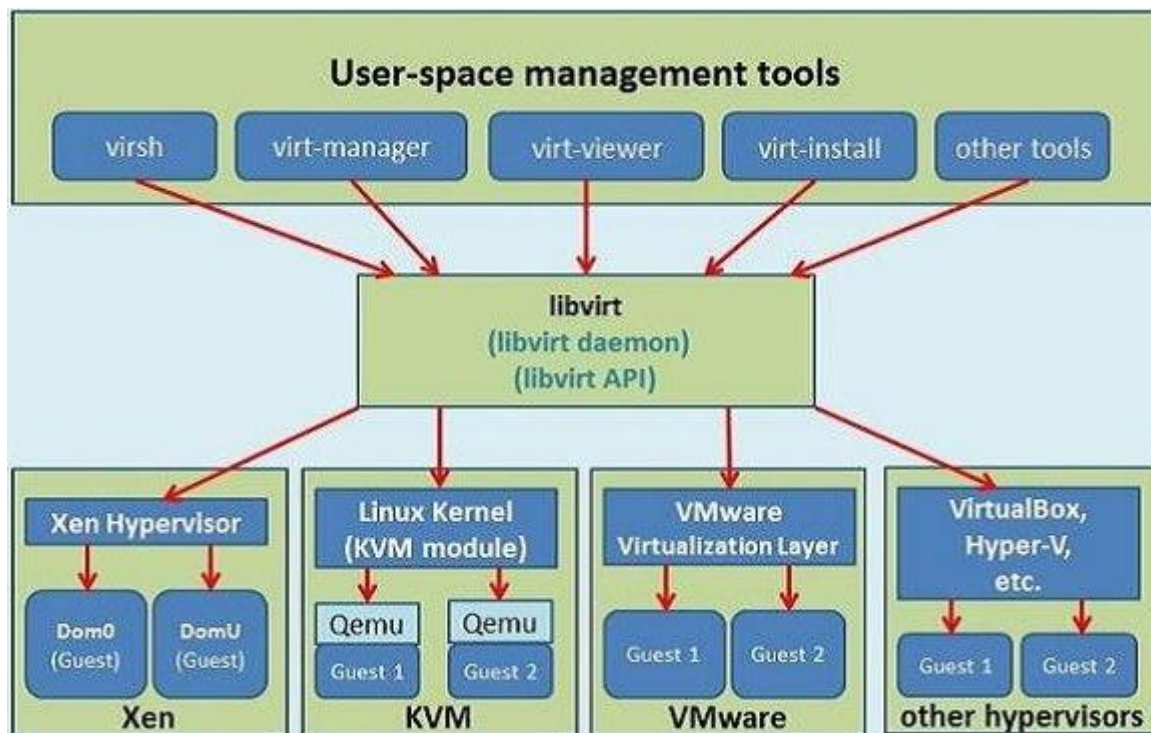 User-space management tools
virsh
virt-manager
virt-viewer
virt-install
other tools
libvirt
(libvirt daemon)
(libvirt API)
Xen Hypervisor
Dom0
(Guest)
DomU
(Guest)
Xen
Linux Kernel
(KVM module)
Qemu
Guest 1
Qemu
Guest 2
KVM
VMware
Virtualization Layer
Guest 1
Guest 2
VMware
VirtualBox,
Hyper-V,
etc.
Guest 1
Guest 2
other hypervisors